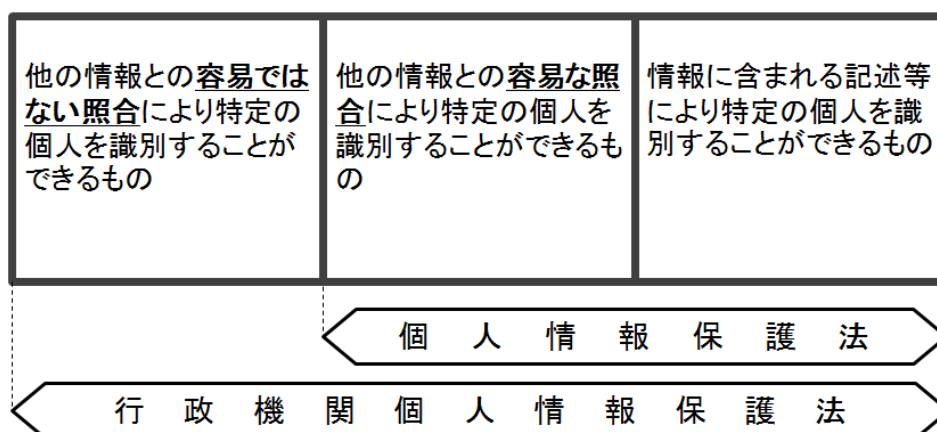 他の情報との容易では
ない照合により特定の
個人を識別することが
できるもの
他の情報との容易な照
合により特定の個人を
識別することができるも
の
情報に含まれる記述等
により特定の個人を識
別することができるもの
個人情報保護法
行政機関個人情報保護法